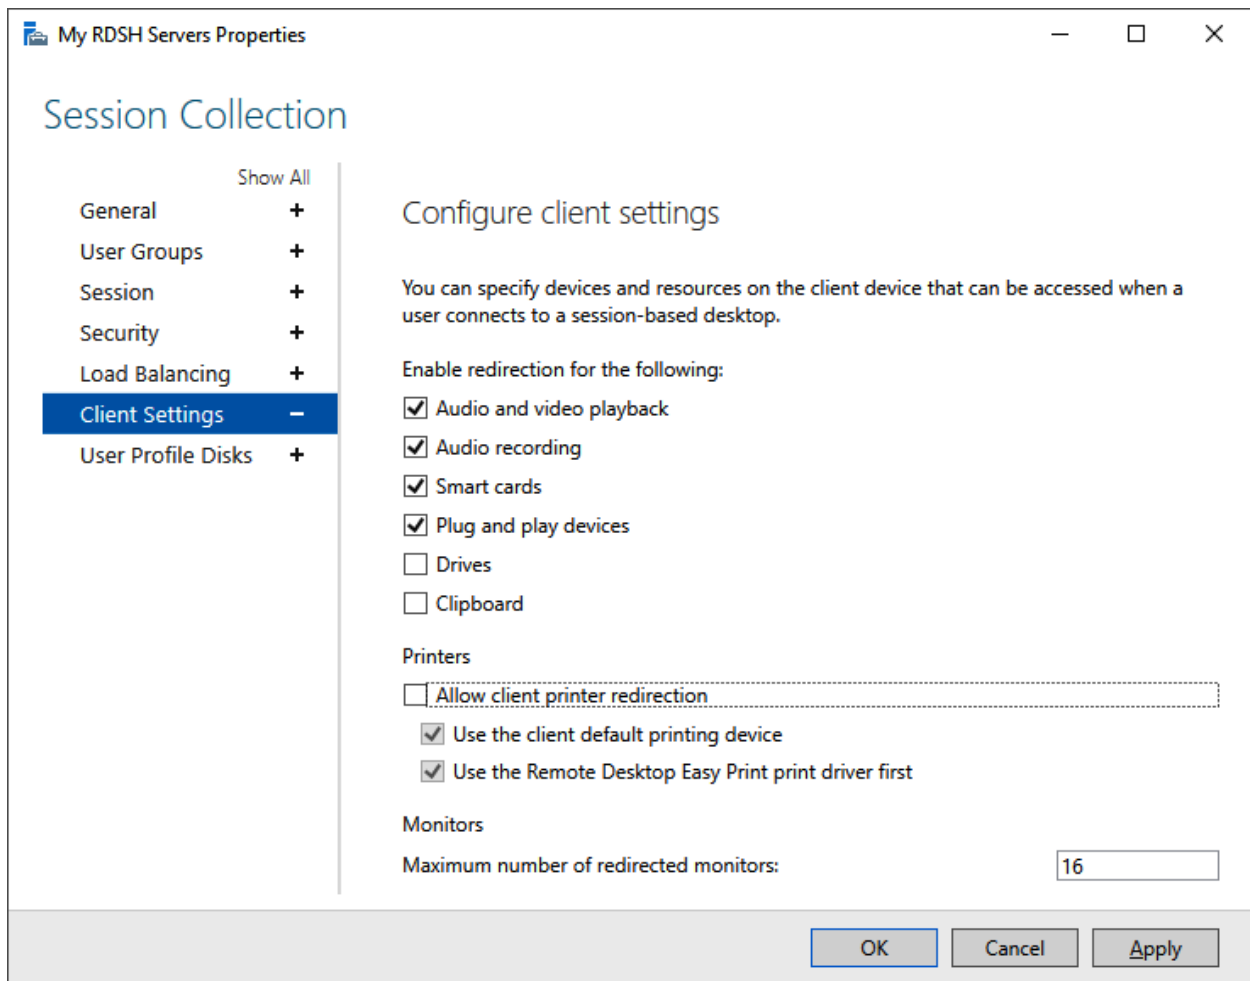 My RDSH Servers Properties
Session Collection
Show All
General
User Groups
Session
Security
Load Balancing
Client Settings
User Profile Disks
Configure client settings
You can specify devices and resources on the client device that can be accessed when a
user connects to a session-based desktop.
Enable redirection for the following:
Audio and video playback
Audio recording
Smart cards
Plug and play devices
Drives
Clipboard
Printers
Allow client printer redirection
Use the client default printing device
Use the Remote Desktop Easy Print print driver first
Monitors
Maximum number of redirected monitors: 16
OK Cancel Apply